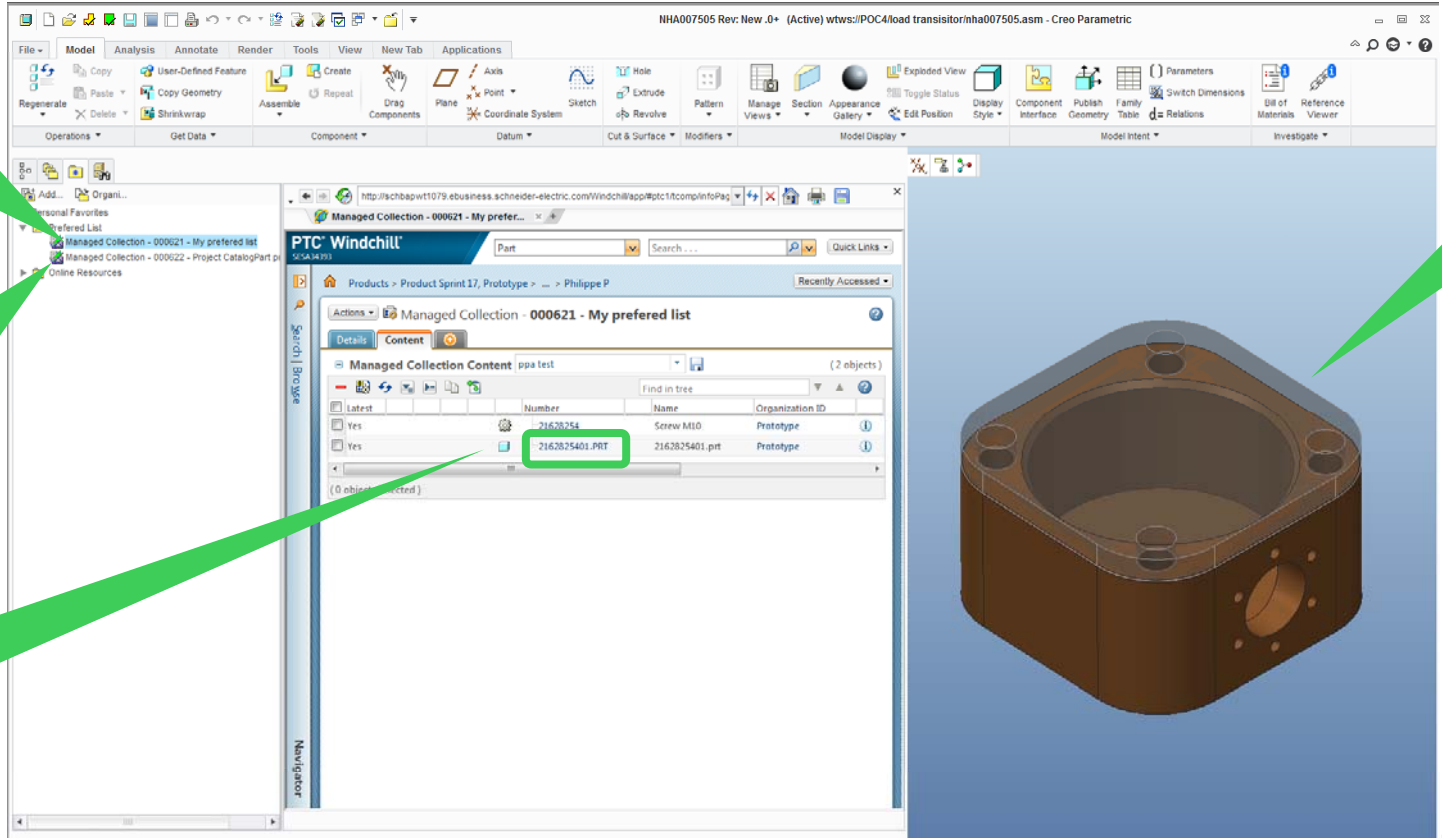 NHA007505 Rev: New .0+ (Active) wtws://POC4/load transisitor/nha007505.asm - Creo Parametric
File Model Analysis Annotate Render Tools View New Tab Applications
Regenerate
Copy
Paste
Delete
Operations
User-Defined Feature
Copy Geometry
Shrinkwrap
Get Data
Assemble
Create
Repeat
Drag
Components
Component
Plane
Axis
Point
Coordinate System
Sketch
Datum
Hole
Extrude
Revolve
Cut & Surface
Pattern
Modifiers
Manage
Views
Section
Appearance
Gallery
Exploded View
Toggle Status
Edit Position
Display
Style
Model Display
Component
Interface
Publish
Geometry
Family
Table
Parameters
Switch Dimensions
d= Relations
Model Intent
Bill of
Materials
Reference
Viewer
Investigate
Add... Organi...
Favorites
Prefered List
Managed Collection - 000621 - My prefered list
Managed Collection - 000622 - Project CatalogPart
Online Resources
http://schbapwt1079.ebusiness.schneider-electric.com/Windchill/app/#ptc1/tcomp/infoPag
Managed Collection - 000621 - My prefer...
PTC Windchill
SESA34393
Part
Search . . .
Quick Links
Products > Product Sprint 17, Prototype > ... > Philippe P
Recently Accessed
Search | Browse
Actions Managed Collection - 000621 - My prefered list
Details Content
Managed Collection Content ppa test (2 objects)
Find in tree
Latest Number Name Organization ID
Yes 21628254 Screw M10 Prototype
Yes 2162825401.PRT 2162825401.prt Prototype
(0 object
Navigator